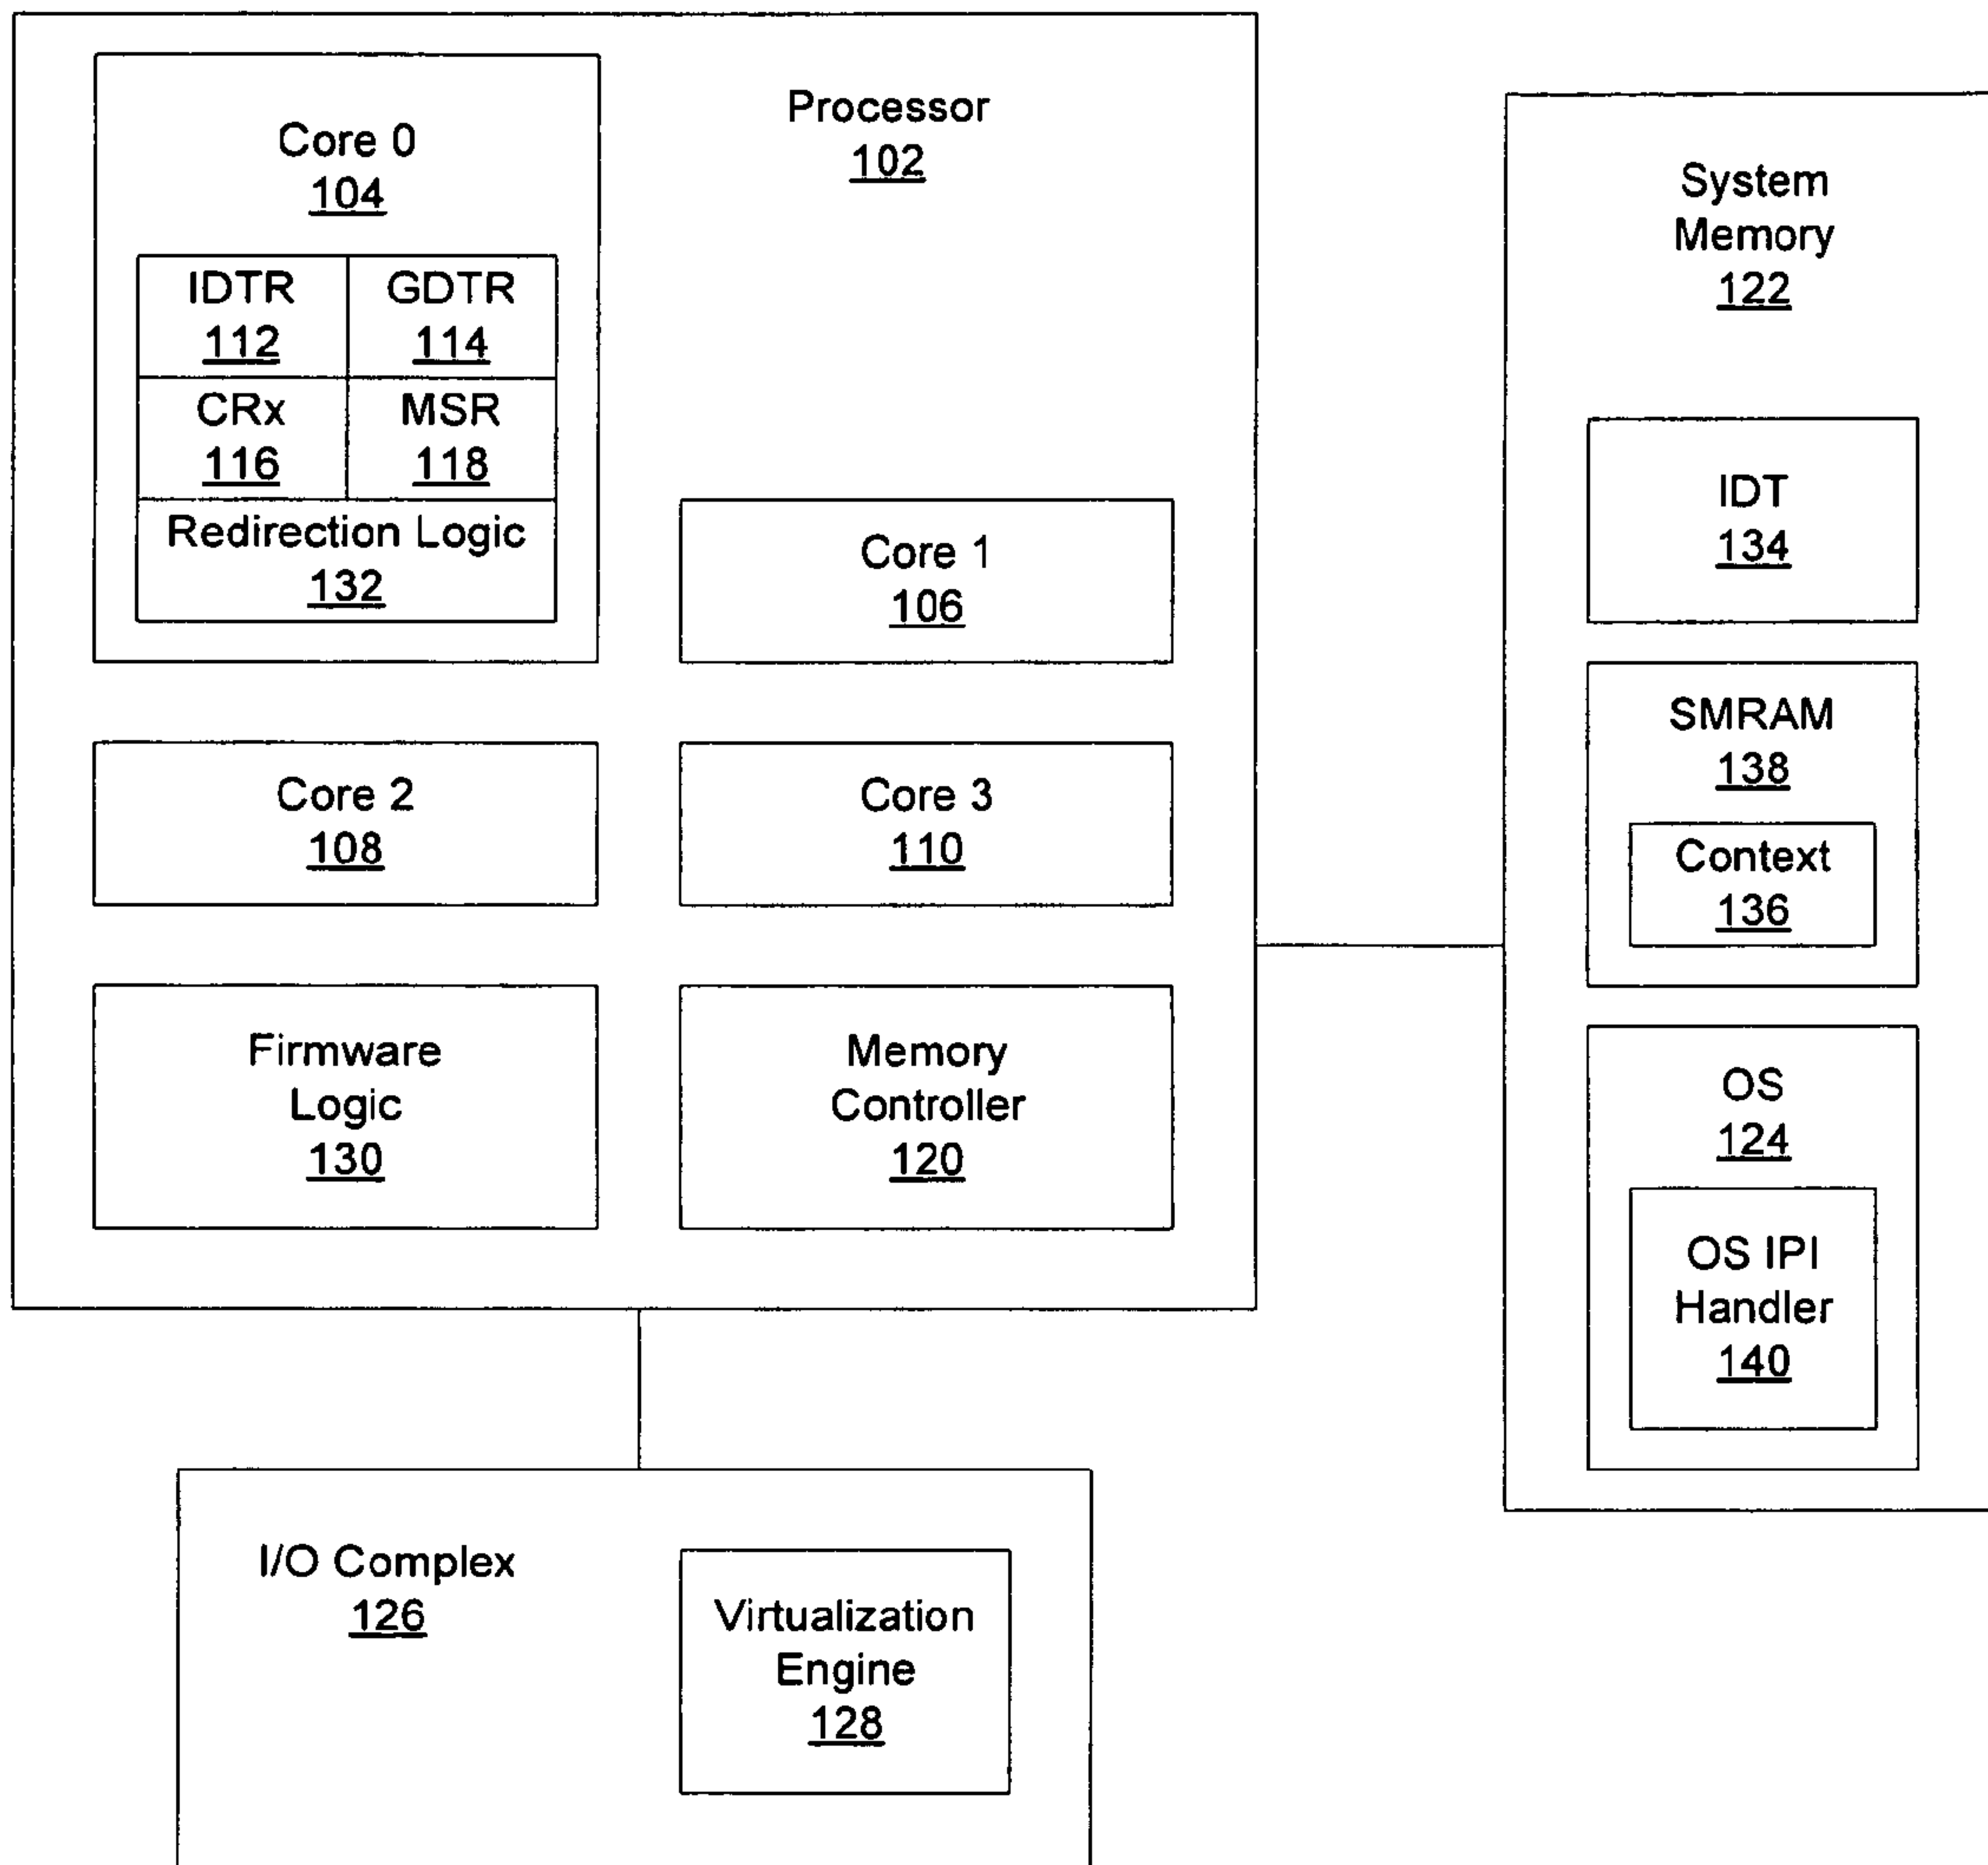 Processor
102
Core 0
104
IDTR
112
GDTR
114
CRx
116
MSR
118
Redirection Logic
132
Core 1
106
Core 2
108
Core 3
110
Firmware
Logic
130
Memory
Controller
120
System
Memory
122
IDT
134
SMRAM
138
Context
136
OS
124
OS IPI
Handler
140
I/O Complex
126
Virtualization
Engine
128